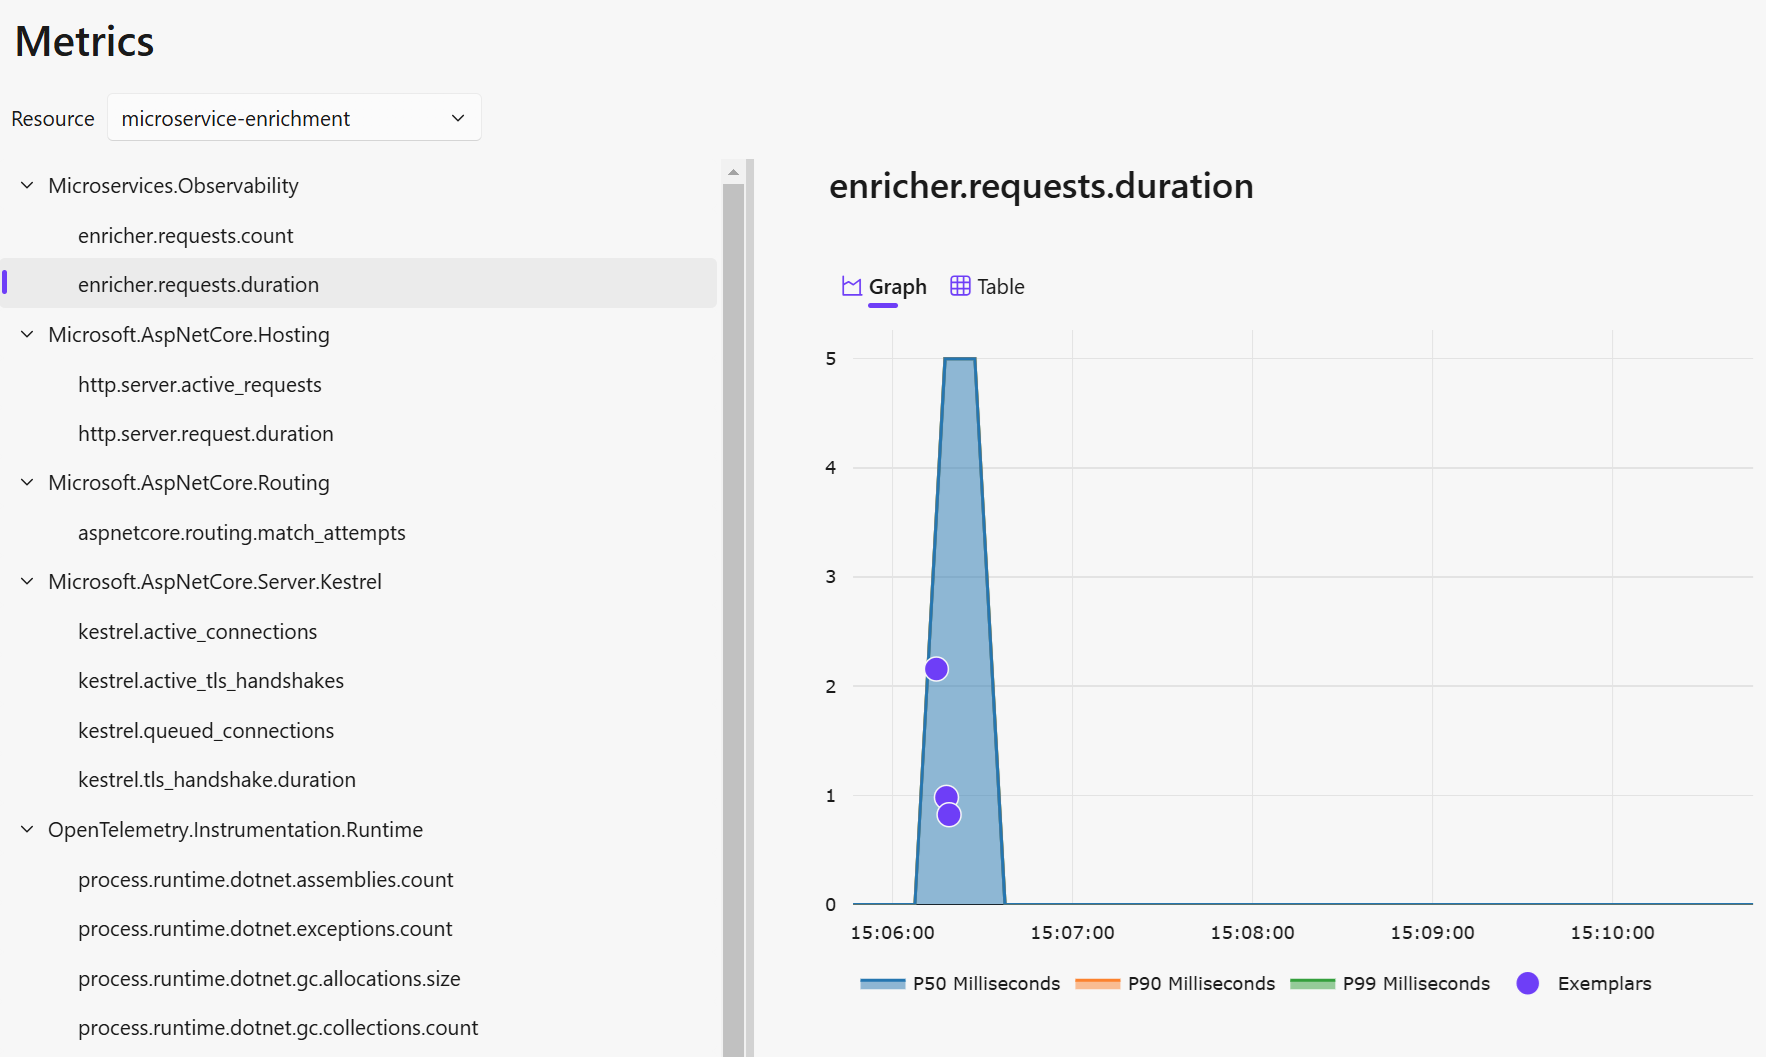 Metrics
Resource microservice-enrichment
Microservices.Observability
enricher.requests.count
enricher.requests.duration
Microsoft.AspNetCore.Hosting
http.server.active_requests
http.server.request.duration
Microsoft.AspNetCore.Routing
aspnetcore.routing.match_attempts
Microsoft.AspNetCore.Server.Kestrel
kestrel.active_connections
kestrel.active_tls_handshakes
kestrel.queued_connections
kestrel.tls_handshake.duration
OpenTelemetry.Instrumentation.Runtime
process.runtime.dotnet.assemblies.count
process.runtime.dotnet.exceptions.count
process.runtime.dotnet.gc.allocations.size
process.runtime.dotnet.gc.collections.count
enricher.requests.duration
Graph Table
5
4
3
2
1
0
15:06:00 15:07:00 15:08:00 15:09:00 15:10:00
P50 Milliseconds P90 Milliseconds P99 Milliseconds Exemplars